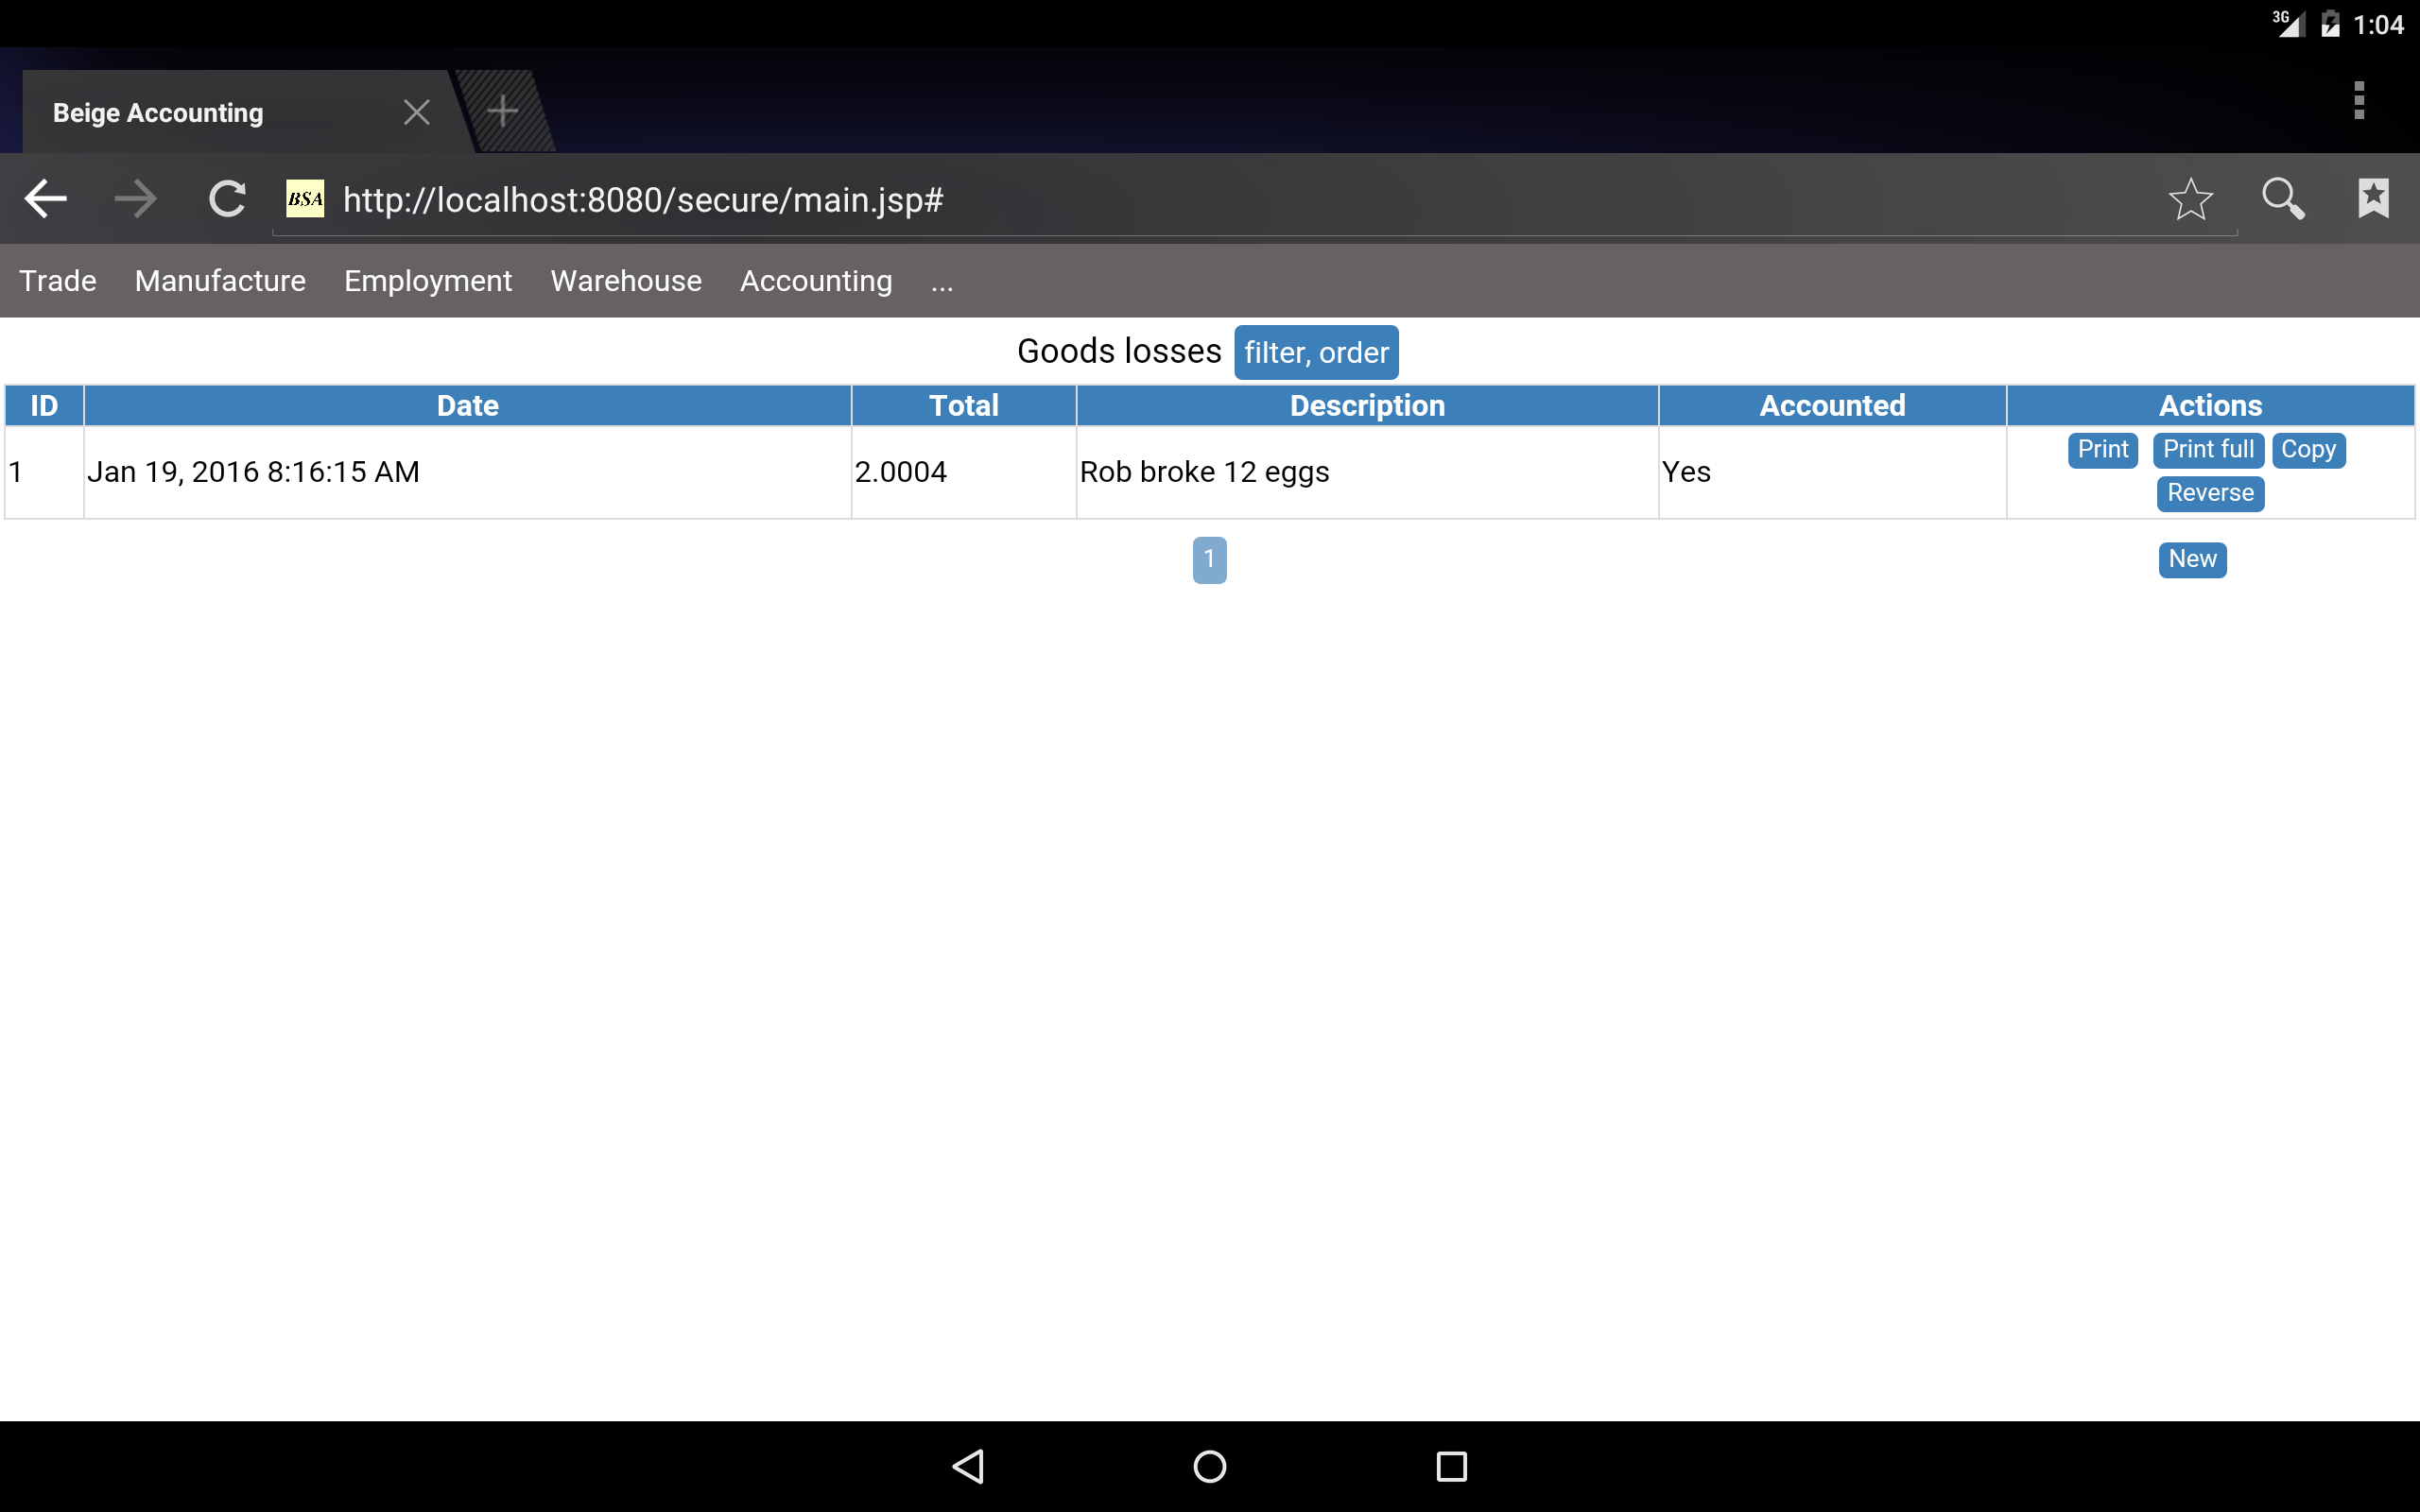 3G 1:04
Beige Accounting
BSA http://localhost:8080/secure/main.jsp#
Trade Manufacture Employment Warehouse Accounting ...
Goods losses filter, order
ID Date Total Description Accounted Actions
1 Jan 19, 2016 8:16:15 AM 2.0004 Rob broke 12 eggs Yes Print Print full Copy
Reverse
1 New